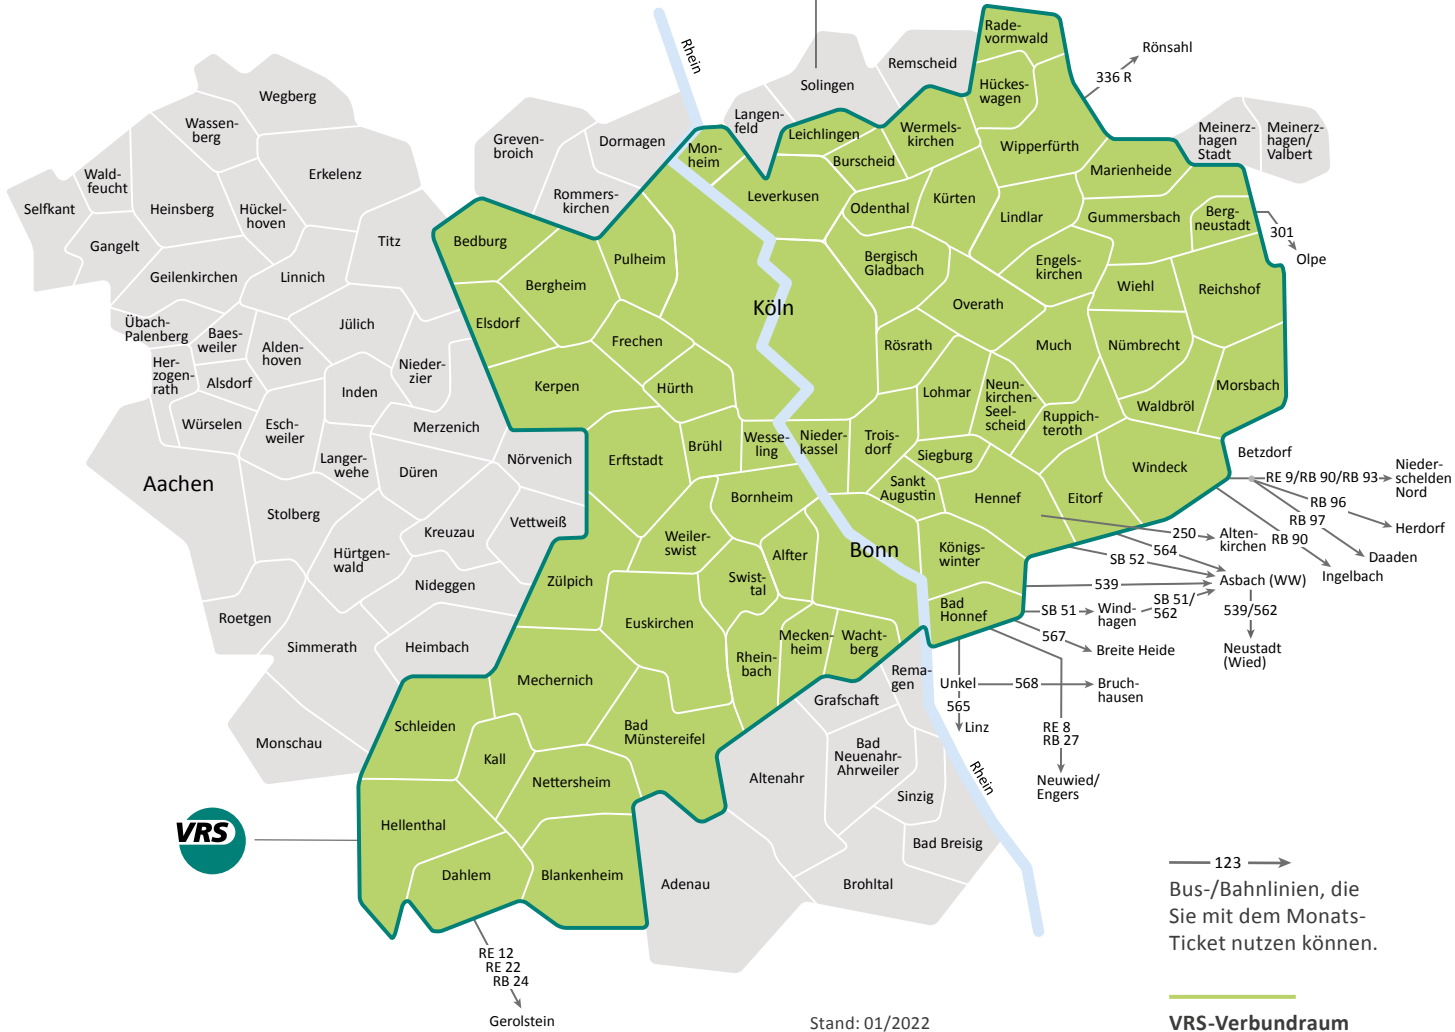 Rade-
vormwald
Rhein
Rönsahl
Remscheid
336 R
Solingen
Hückes-
wagen
Wegberg
Langen-
feld
Wassen-
berg
Leichlingen
Wermels-
kirchen
Meinerz-
hagen
Stadt
Meinerz-
hagen/
Valbert
Greven-
broich
Dormagen
Mon-
heim
Wipperfürth
Burscheid
Wald-
feucht
Erkelenz
Marienheide
Rommers-
kirchen
Leverkusen
Selfkant
Heinsberg
Hückel-
hoven
Odenthal
Kürten
Lindlar
Gummersbach
Berg-
neustadt
Gangelt
Titz
Bedburg
301
Olpe
Geilenkirchen
Linnich
Bergheim
Pulheim
Bergisch
Gladbach
Engels-
kirchen
Wiehl
Reichshof
Köln
Overath
Übach-
Palenberg
Baes-
weiler
Alden-
hoven
Jülich
Elsdorf
Frechen
Rösrath
Much
Nümbrecht
Her-
zogen-
rath
Alsdorf
Inden
Nieder-
zier
Kerpen
Hürth
Lohmar
Neun-
kirchen-
Seel-
scheid
Morsbach
Waldbröl
Würselen
Esch-
weiler
Merzenich
Ruppich-
teroth
Wesse-
ling
Nieder-
kassel
Trois-
dorf
Brühl
Langer-
wehe
Düren
Nörvenich
Erftstadt
Siegburg
Windeck
Betzdorf
Aachen
RE 9/RB 90/RB 93
Nieder-
schelden
Nord
Sankt
Augustin
Hennef
Eitorf
Bornheim
RB 96
Herdorf
Stolberg
Kreuzau
Vettweiß
RB 97
RB 90
Daaden
Ingelbach
Weiler-
swist
Alfter
Bonn
Königs-
winter
250
Alten-
kirchen
564
SB 52
Hürtgen-
wald
Nideggen
Zülpich
Swist-
tal
539
Asbach (WW)
Bad
Honnef
SB 51
Wind-
hagen
SB 51/
562
539/562
Roetgen
Euskirchen
Simmerath
Heimbach
Mecken-
heim
Wacht-
berg
567
Breite Heide
Neustadt
(Wied)
Rhein-
bach
Rema-
gen
Mechernich
Unkel
568
Bruch-
hausen
Grafschaft
565
Linz
Schleiden
Bad
Münstereifel
RE 8
RB 27
Monschau
Kall
Bad
Neuenahr-
Ahrweiler
Rhein
Nettersheim
Altenahr
Neuwied/
Engers
Sinzig
VRS
Hellenthal
Bad Breisig
123
Dahlem
Blankenheim
Adenau
Brohltal
Bus-/Bahnlinien, die
Sie mit dem Monats-
Ticket nutzen können.
RE 12
RE 22
RB 24
Gerolstein
Stand: 01/2022
VRS-Verbundraum